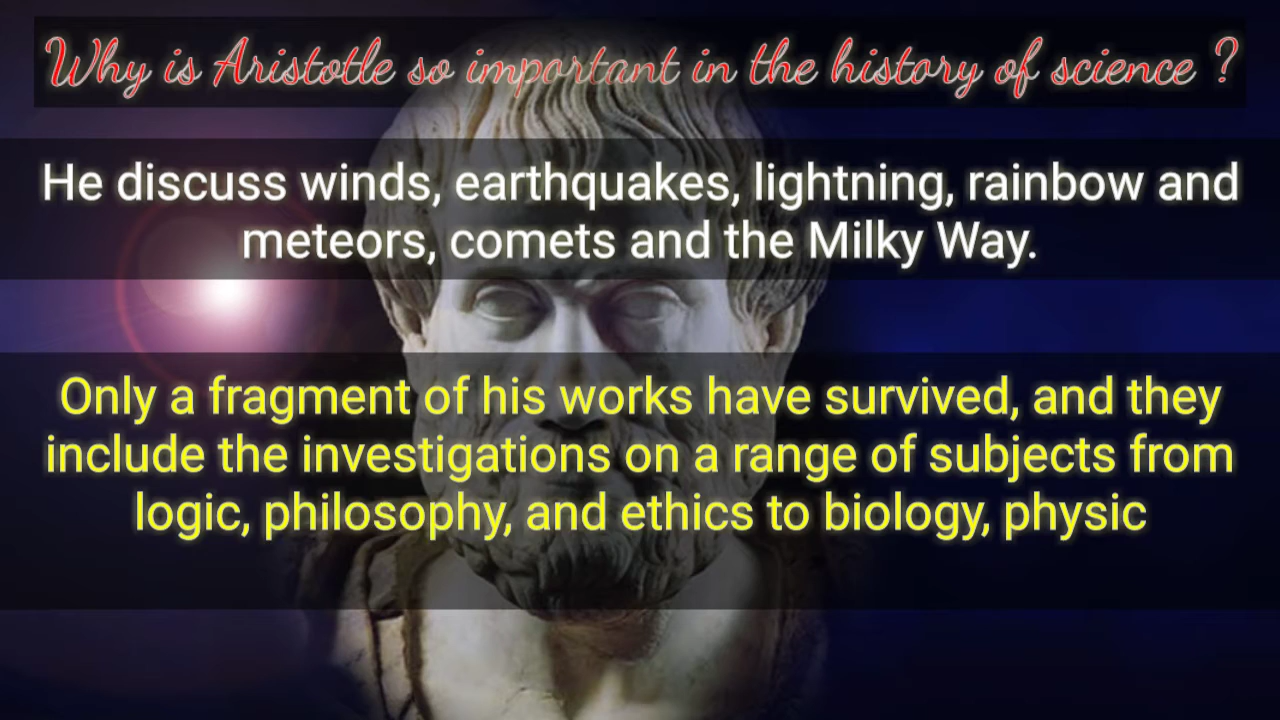 Why is Aristotle so important in the history of science ?
He discuss winds, earthquakes, lightning, rainbow and
meteors, comets and the Milky Way.
Only a fragment of his works have survived, and they
include the investigations on a range of subjects from
logic, philosophy, and ethics to biology, physic